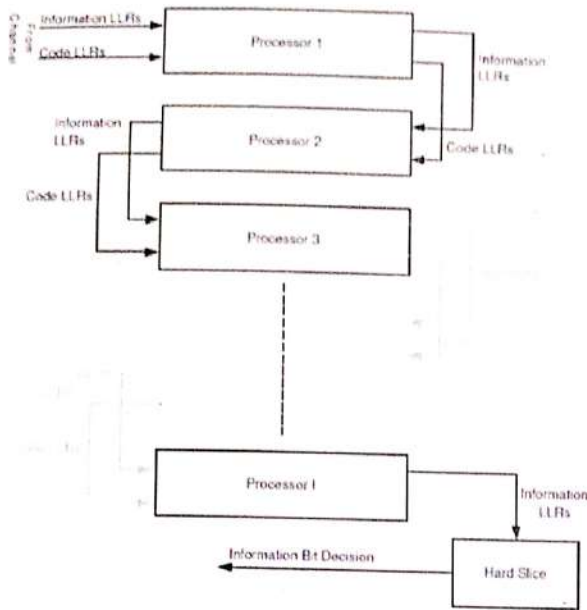 From
Channel
Information LLRs
Code LLRs
Processor 1
Information
LLRs
Information
LLRs
Processor 2
Code LLRs
Code LLRs
Processor 3
Processor I
Information
LLRs
Information Bit Decision
Hard Slice